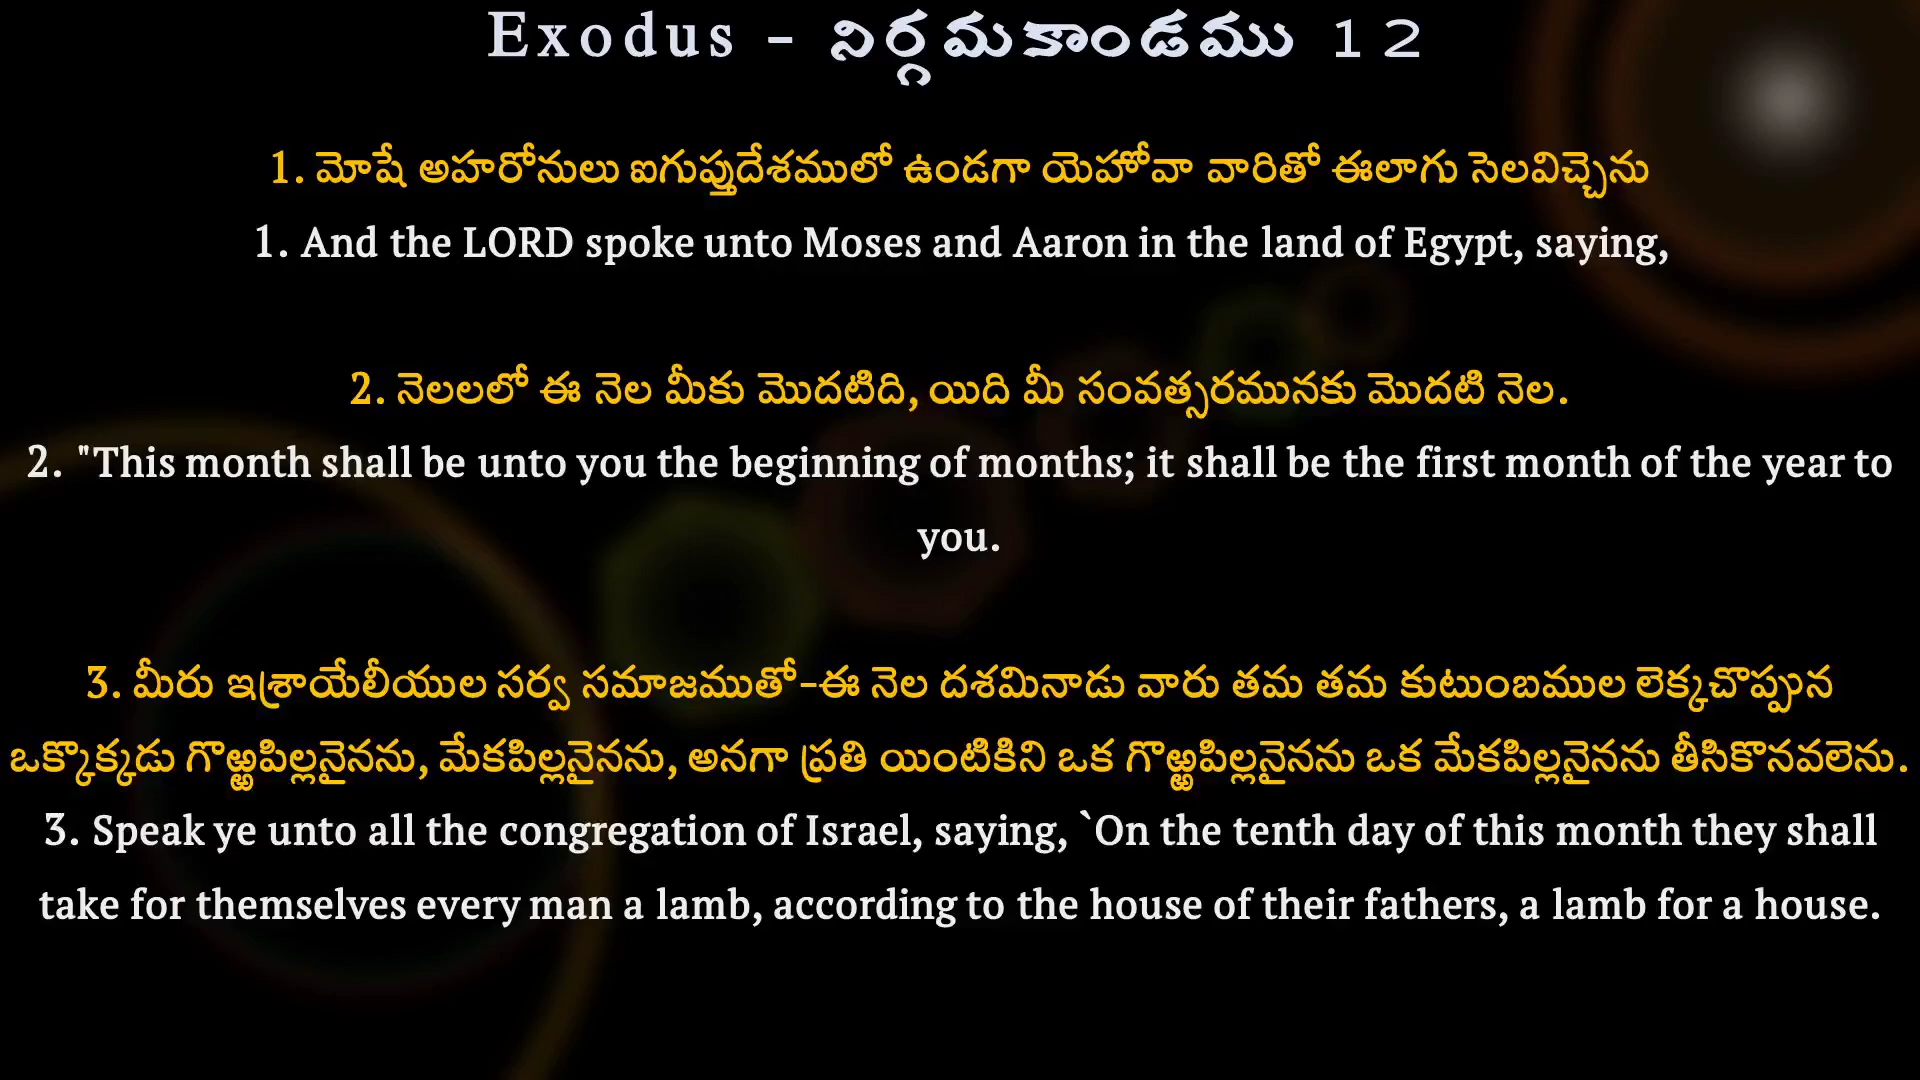 Exodus - నిర్గమకాండము 12
1. మోషే అహరోనులు ఐగుప్తుదేశములో ఉండగా యెహోవా వారితో ఈలాగు సెలవిచ్చెను
1. And the LORD spoke unto Moses and Aaron in the land of Egypt, saying,
2. నెలలలో ఈ నెల మీకు మొదటిది, యిది మీ సంవత్సరమునకు మొదటి నెల.
2. "This month shall be unto you the beginning of months; it shall be the first month of the year to
you.
3. మీరు ఇశ్రాయేలీయుల సర్వ సమాజముతో-ఈ నెల దశమినాడు వారు తమ తమ కుటుంబముల లెక్కచొప్పున
ఒక్కొక్కడు గొఱ్ఱపిల్లనైనను, మేకపిల్లనైనను, అనగా ప్రతి యింటికిని ఒక గొఱ్ఱపిల్లనైనను ఒక మేకపిల్లనైనను తీసికొనవలెను.
3. Speak ye unto all the congregation of Israel, saying, `On the tenth day of this month they shall
take for themselves every man a lamb, according to the house of their fathers, a lamb for a house.